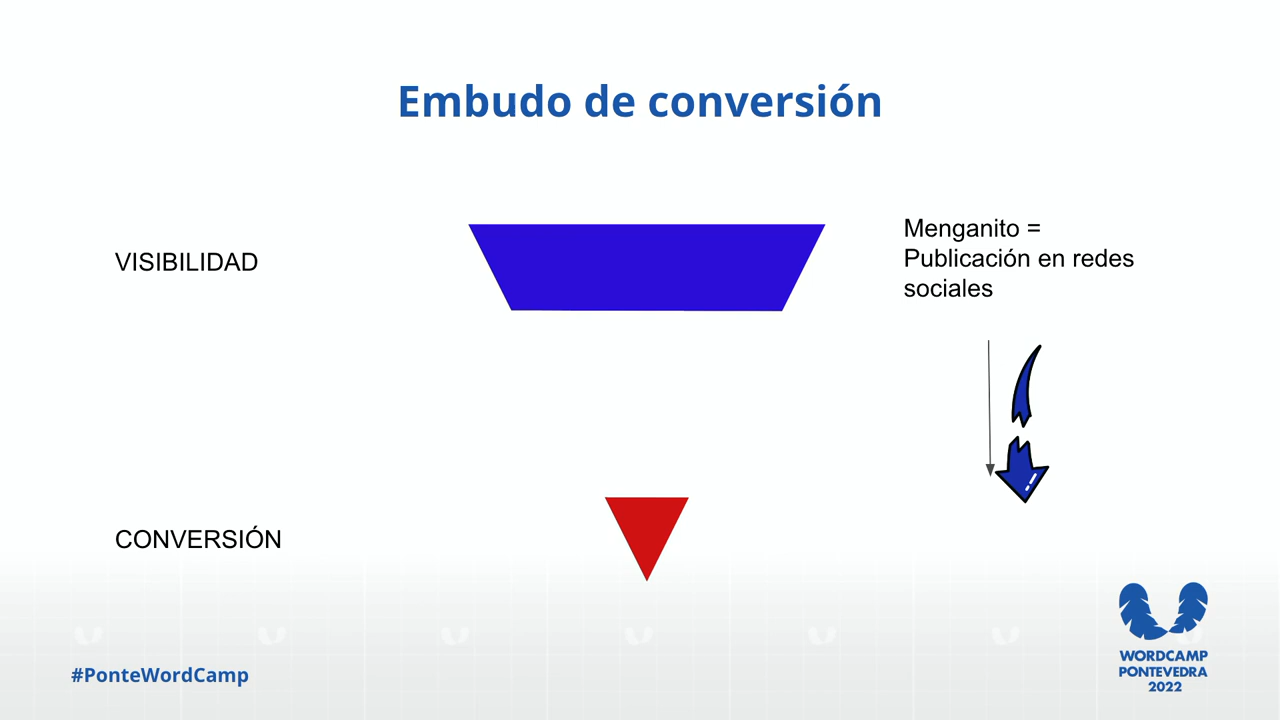 Embudo de conversión
VISIBILIDAD
Menganito =
Publicación en redes
sociales
CONVERSIÓN
#PonteWordCamp
WORDCAMP
PONTEVEDRA
2022